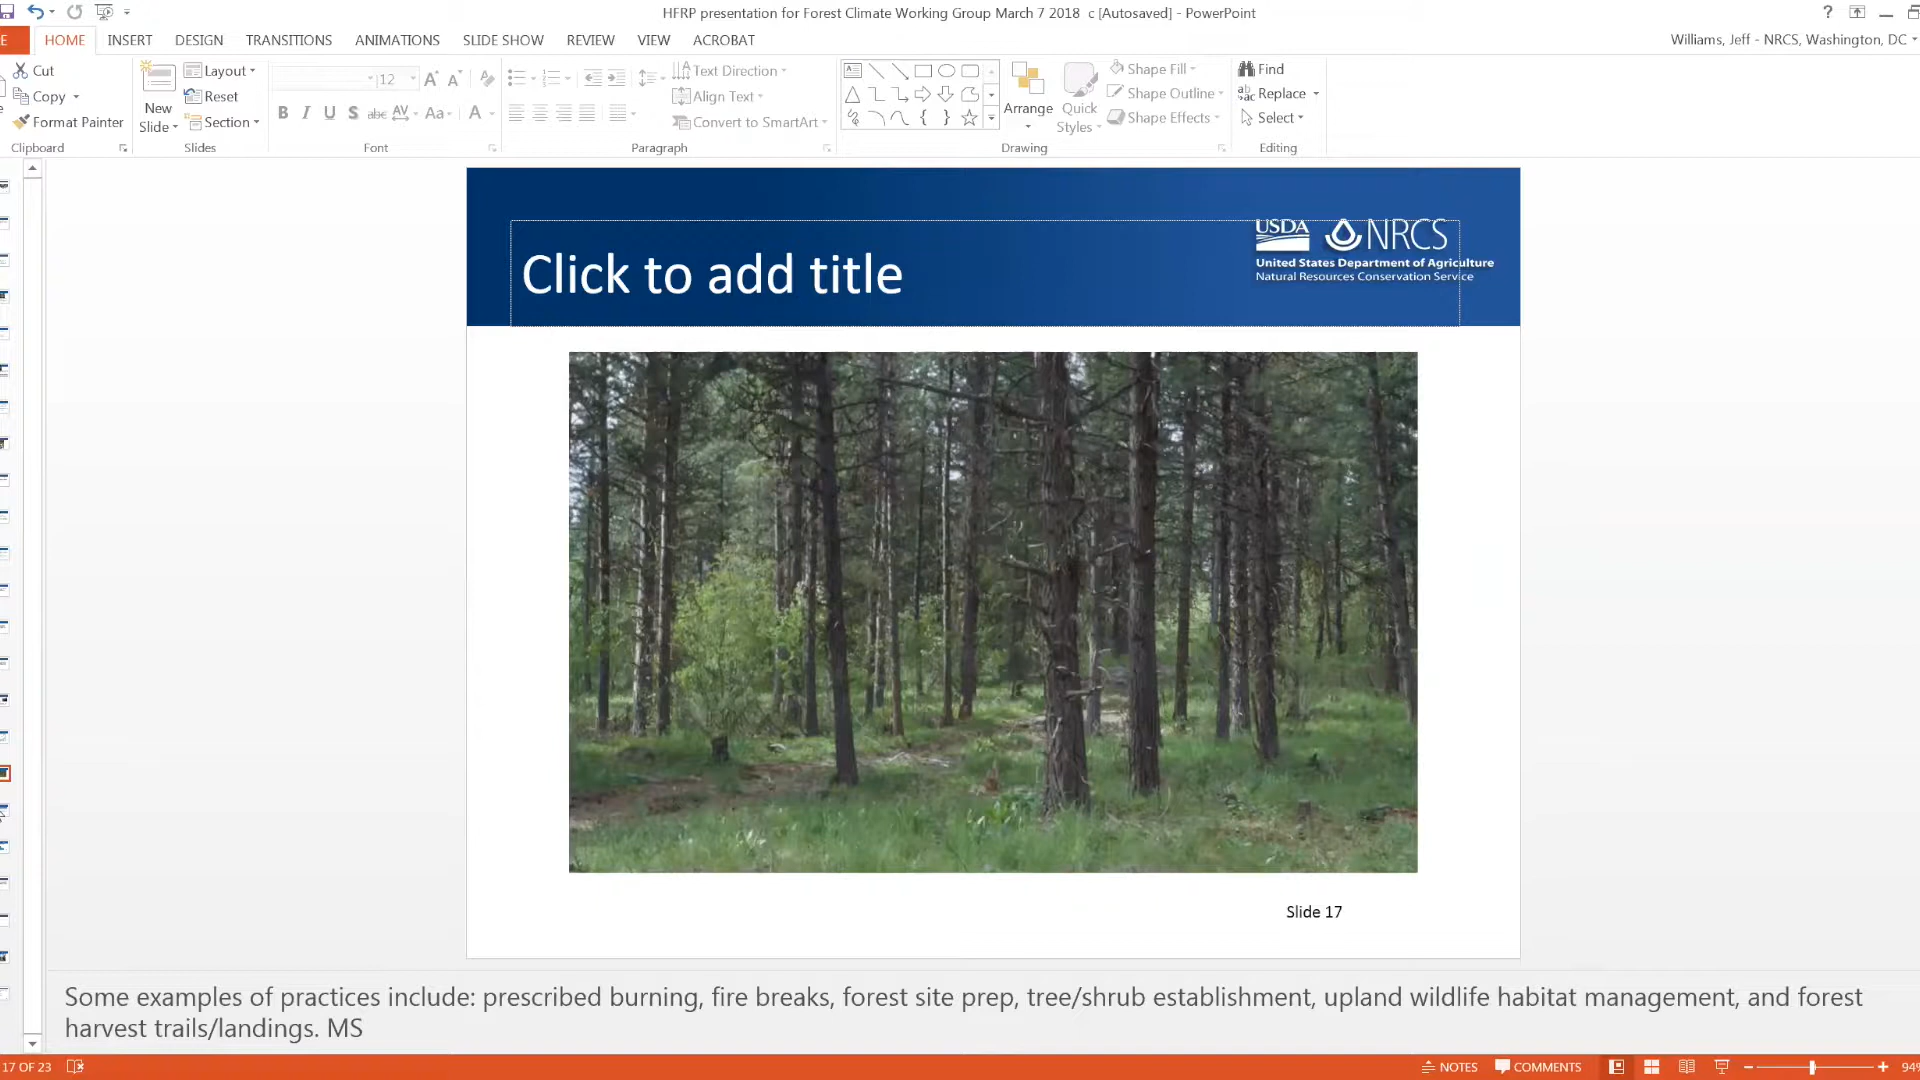 HFRP presentation for Forest Climate Working Group March 7 2018 c [Autosaved] - PowerPoint
HOME INSERT DESIGN TRANSITIONS ANIMATIONS SLIDE SHOW REVIEW VIEW ACROBAT
Williams, Jeff - NRCS, Washington, DC
Cut
Copy
Format Painter
Clipboard
New
Slide
Layout
Reset
Section
Slides
12
B I U S abc AV Aa A
Font
Text Direction
Align Text
Convert to SmartArt
Paragraph
Arrange
Quick
Styles
Shape Fill
Shape Outline
Shape Effects
Drawing
Find
Replace
Select
Editing
Click to add title
USDA NRCS
United States Department of Agriculture
Natural Resources Conservation Service
Slide 17
Some examples of practices include: prescribed burning, fire breaks, forest site prep, tree/shrub establishment, upland wildlife habitat management, and forest
harvest trails/landings. MS
17 OF 23
NOTES COMMENTS
94%